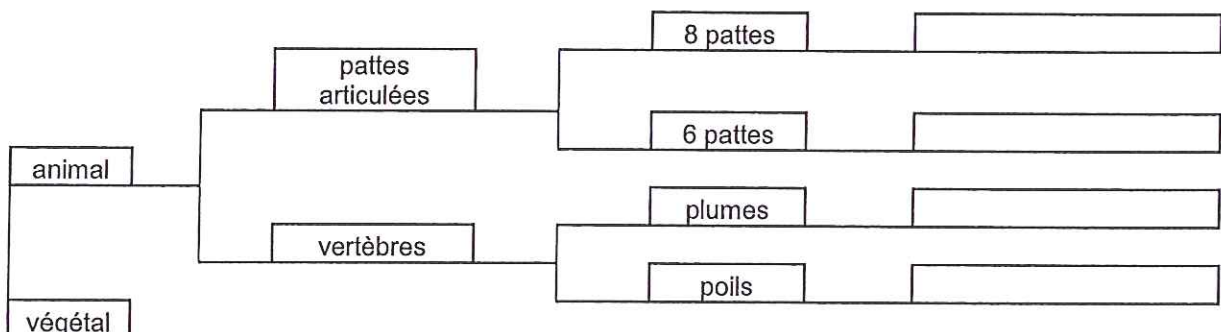 8 pattes
pattes
articulées
6 pattes
animal
plumes
vertèbres
poils
végétal